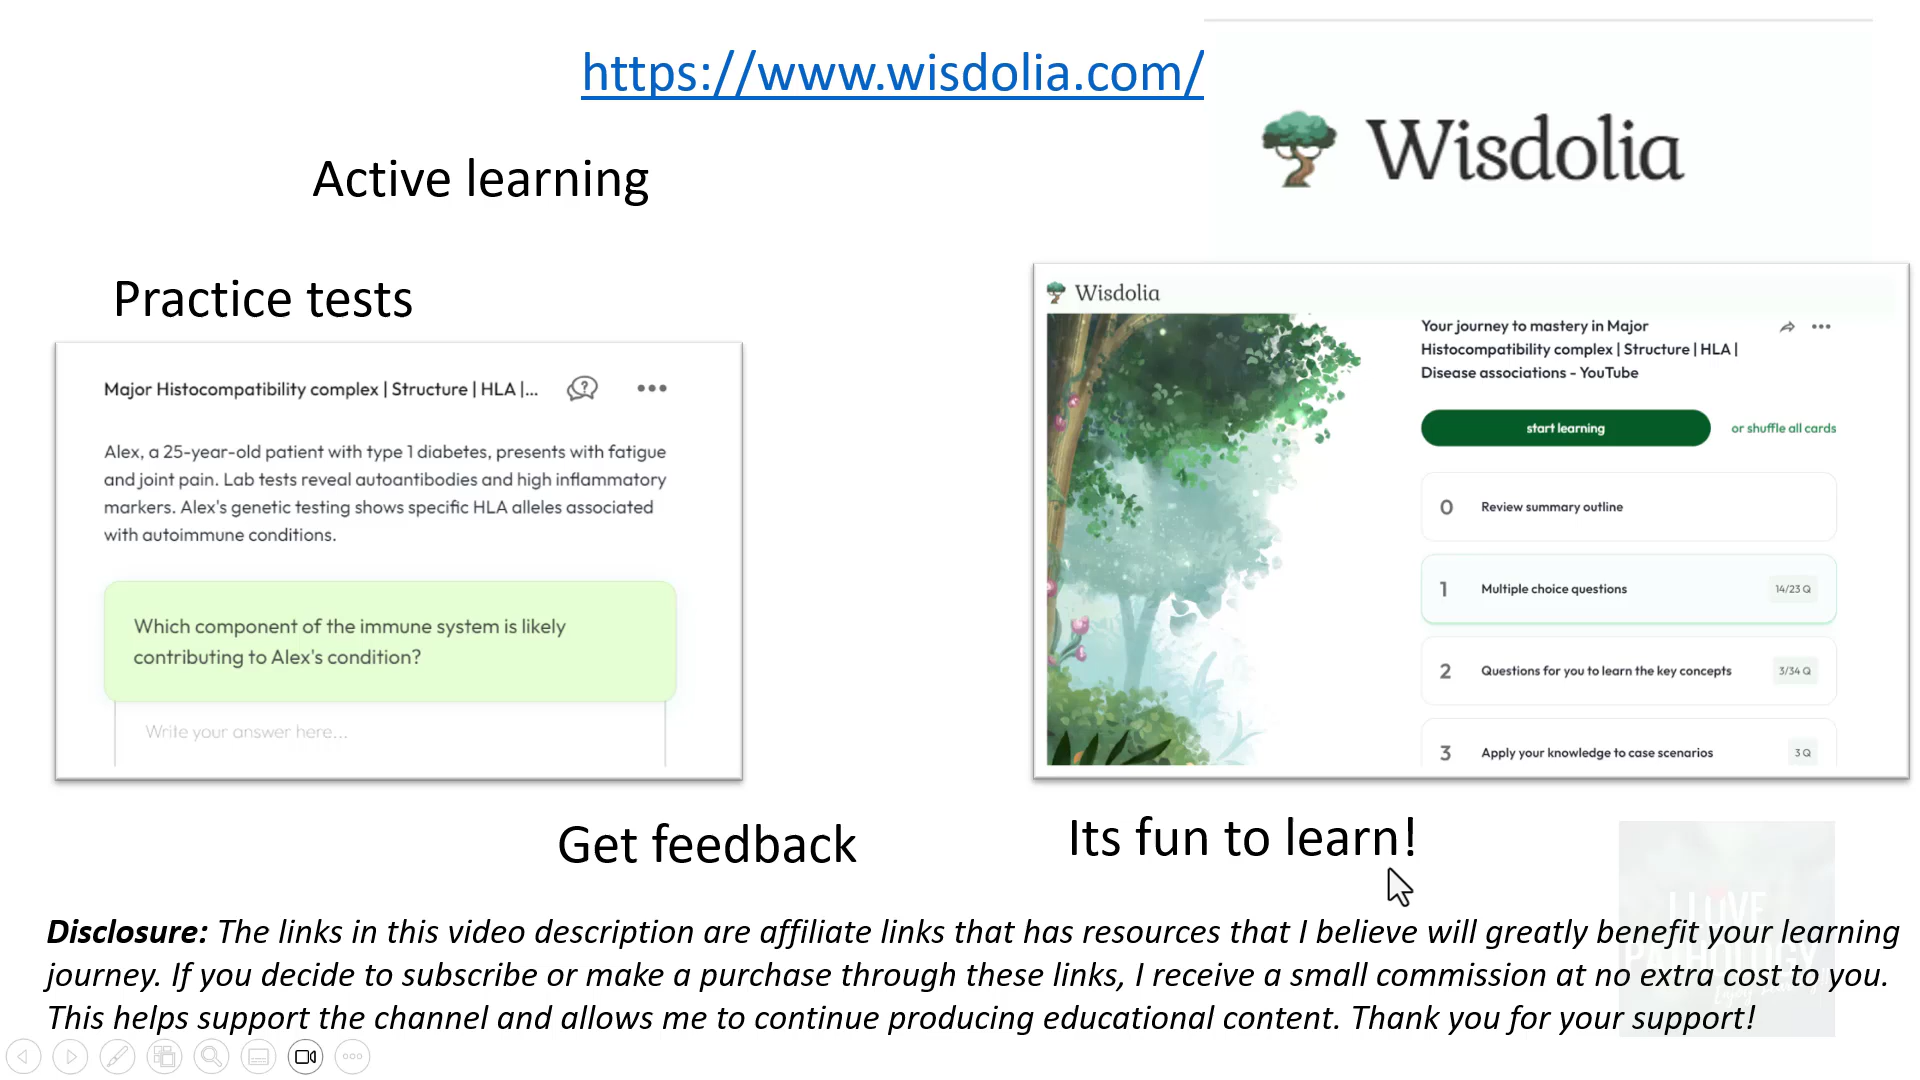 https://www.wisdolia.com/
Wisdolia
Active learning
Practice tests
Major Histocompatibility complex | Structure | HLA |...
Alex, a 25-year-old patient with type 1 diabetes, presents with fatigue
and joint pain. Lab tests reveal autoantibodies and high inflammatory
markers. Alex's genetic testing shows specific HLA alleles associated
with autoimmune conditions.
Which component of the immune system is likely
contributing to Alex's condition?
Write your answer here...
Wisdolia
Your journey to mastery in Major
Histocompatibility complex | Structure | HLA |
Disease associations - YouTube
start learning
or shuffle all cards
0 Review summary outline
1 Multiple choice questions 14/23 Q
2 Questions for you to learn the key concepts 3/34 Q
3 Apply your knowledge to case scenarios 3 Q
Get feedback
Its fun to learn!
Disclosure: The links in this video description are affiliate links that has resources that I believe will greatly benefit your learning
journey. If you decide to subscribe or make a purchase through these links, I receive a small commission at no extra cost to you.
This helps support the channel and allows me to continue producing educational content. Thank you for your support!
I LOVE
PATHOLOGY